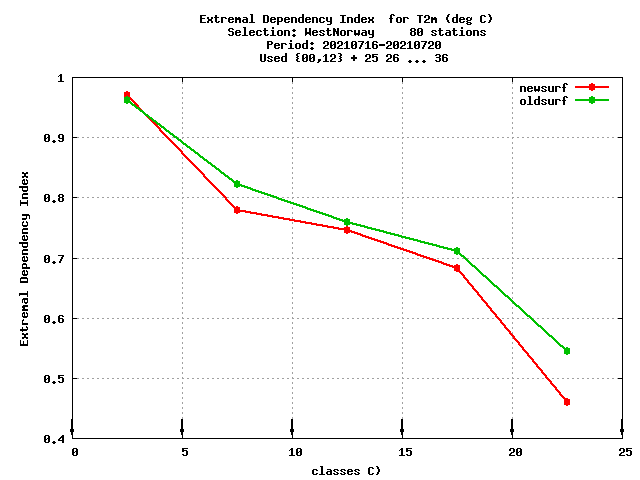 Extremal Dependency Index  for T2m (deg C)
Selection: WestNorway     80 stations
Period: 20210716-20210720
Used {00,12} + 25 26 ... 36
newsurf
oldsurf
Extremal Dependency Index
1
0.9
0.8
0.7
0.6
0.5
0.4
0 5 10 15 20 25
classes C)